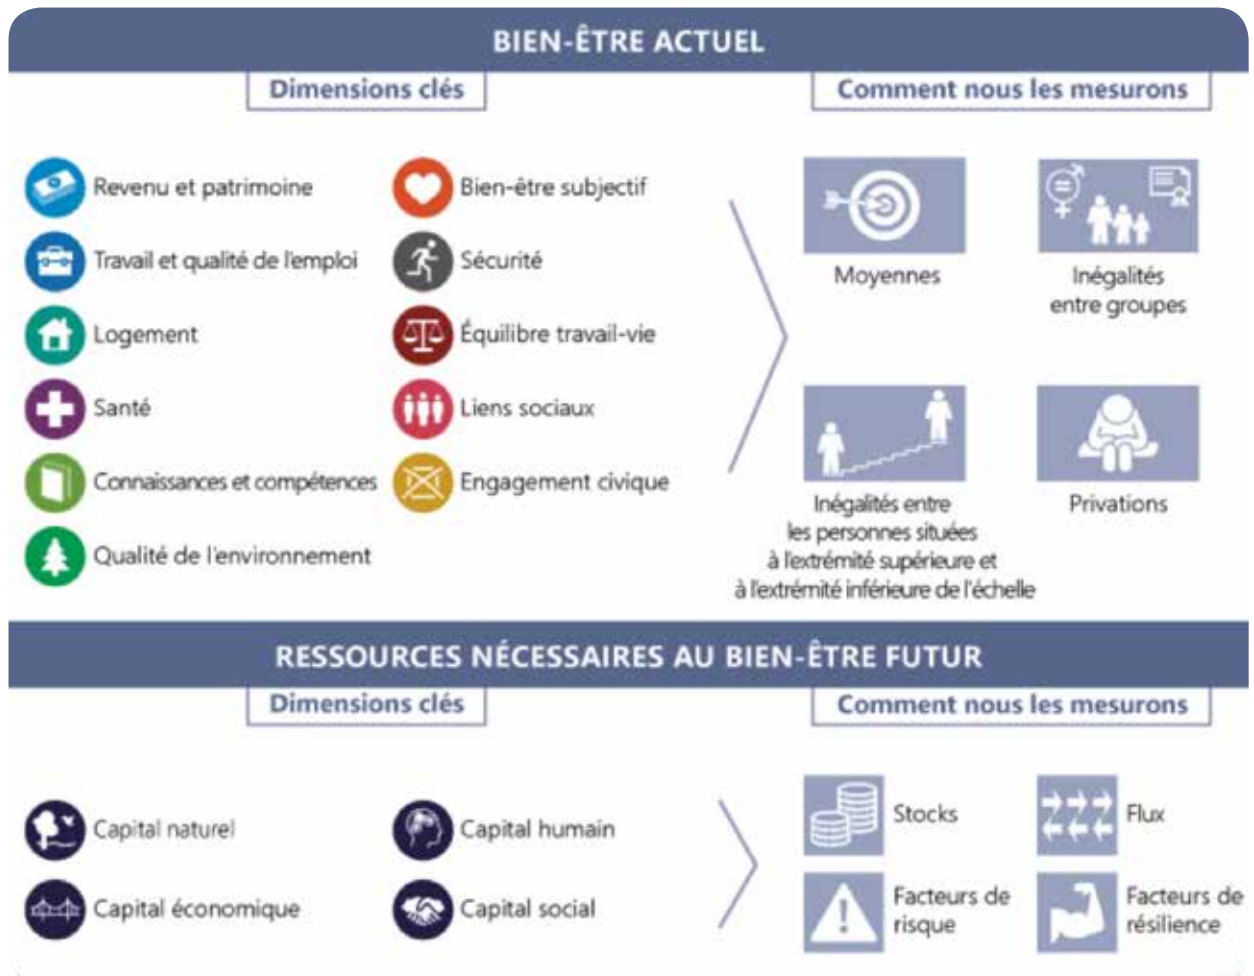 BIEN-ÊTRE ACTUEL
Dimensions clés
Revenu et patrimoine
Travail et qualité de l'emploi
Logement
Santé
Connaissances et compétences
Qualité de l'environnement
Bien-être subjectif
Sécurité
Équilibre travail-vie
Liens sociaux
Engagement civique
Comment nous les mesurons
Moyennes
Inégalités
entre groupes
Inégalités entre
les personnes situées
à l'extrémité supérieure et
à l'extrémité inférieure de l'échelle
Privations
RESSOURCES NÉCESSAIRES AU BIEN-ÊTRE FUTUR
Dimensions clés
Capital naturel
Capital économique
Capital humain
Capital social
Comment nous les mesurons
Stocks
Flux
Facteurs de
risque
Facteurs de
résilience